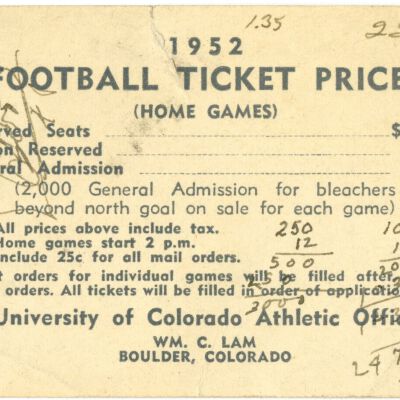 1.35
1952
FOOTBALL TICKET PRICE
(HOME GAMES)
rved Seats $
on Reserved
ral Admission
(2,000 General Admission for bleachers
beyond north goal on sale for each game)
All prices above include tax. 250
Home games start 2 p.m. 12
include 25c for all mail orders. 500
t orders for individual games will be filled after
orders. All tickets will be filled in order of applicatio
3000
University of Colorado Athletic Offi
WM. C. LAM
BOULDER, COLORADO
247